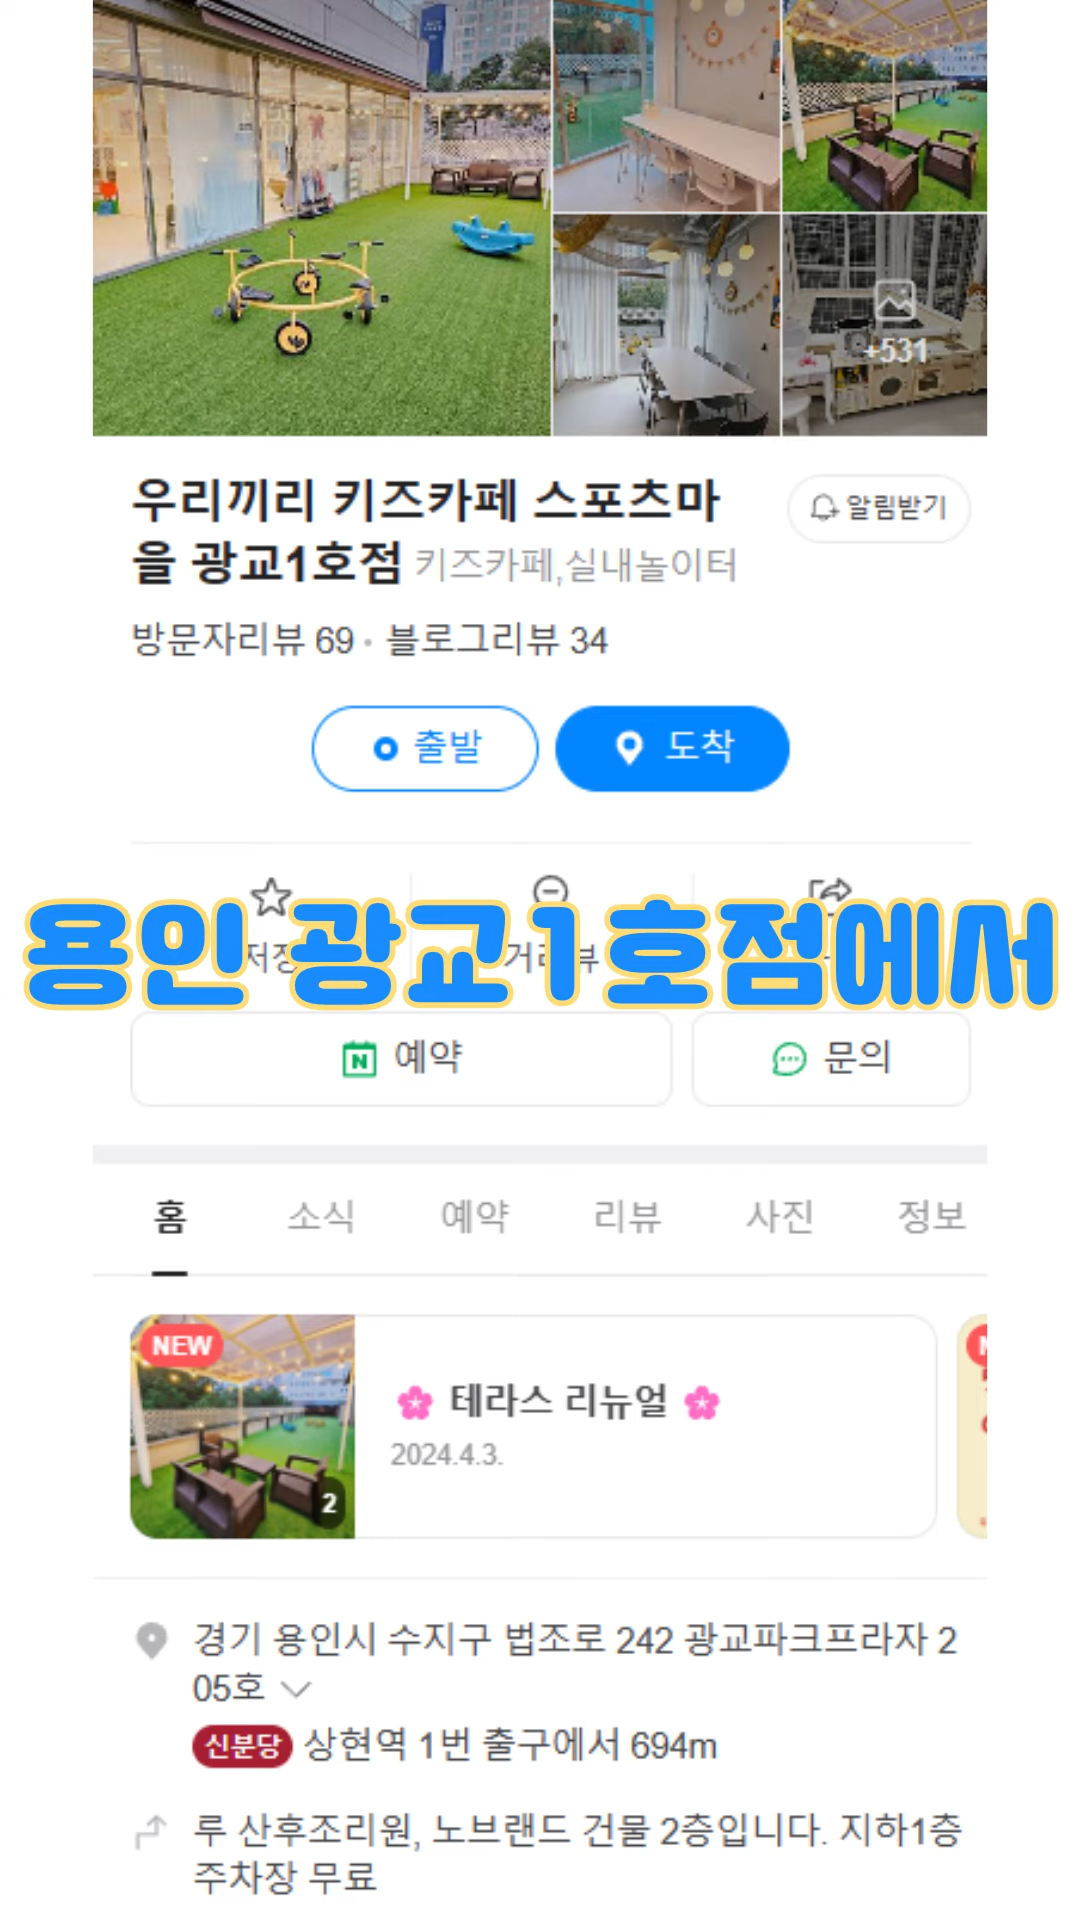 +531
우리끼리 키즈카페 스포츠마
을 광교1호점 키즈카페,실내놀이터
알림받기
방문자리뷰 69 · 블로그리뷰 34
출발
도착
용인 광교1호점에서
예약
문의
홈 소식 예약 리뷰 사진 정보
NEW
2
테라스 리뉴얼
2024.4.3.
경기 용인시 수지구 법조로 242 광교파크프라자 2
05호
신분당 상현역 1번 출구에서 694m
루 산후조리원, 노브랜드 건물 2층입니다. 지하1층
주차장 무료